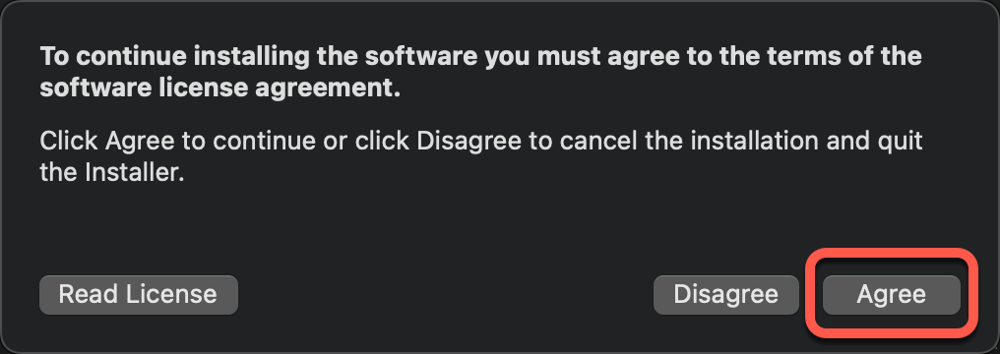 To continue installing the software you must agree to the terms of the
software license agreement.
Click Agree to continue or click Disagree to cancel the installation and quit
the Installer.
Read License
Disagree
Agree